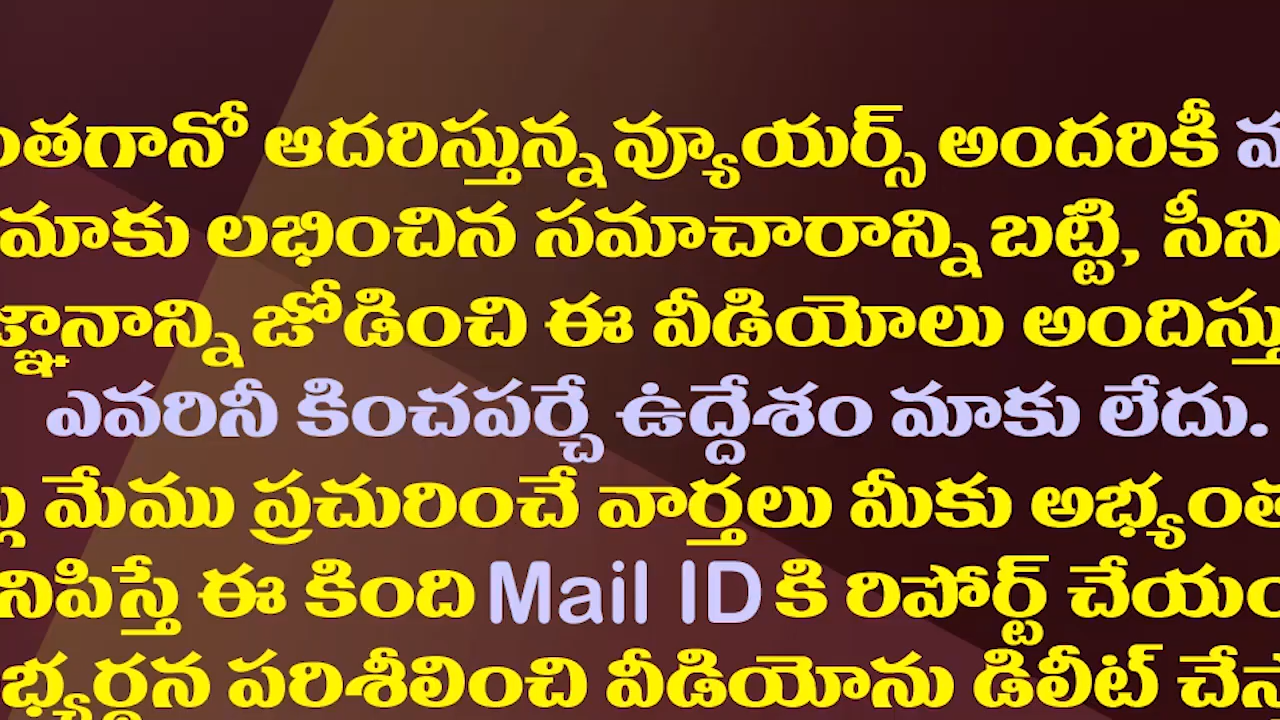 ంతగానో ఆదరిస్తున్న వ్యూయర్స్ అందరికీ
మాకు లభించిన సమాచారాన్ని బట్టి, సీని
జ్ఞానాన్ని జోడించి ఈ వీడియోలు అందిస్తు
ఎవరినీ కించపర్చే ఉద్దేశం మాకు లేదు.
మేము ప్రచురించే వార్తలు మీకు అభ్యంత
నిపిస్తే ఈ కింది Mail ID కి రిపోర్ట్ చేయం
భ్యర్థన పరిశీలించి వీడియోను డిలీట్ చేస